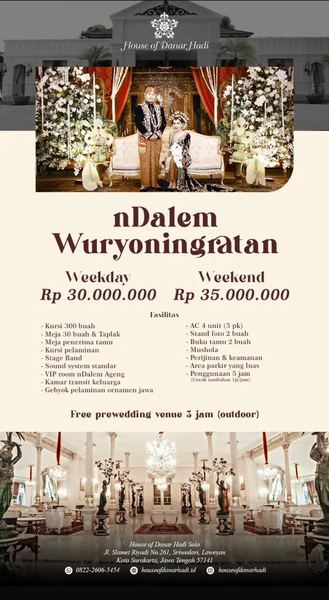 House of Danar Hadi
nDalem
Wuryoningratan
Weekday
Rp 30.000.000
Weekend
Rp 35.000.000
Fasilitas
- Kursi 300 buah
- Meja 30 buah & Taplak
- Meja penerima tamu
- Kursi pelaminan
- Stage Band
- Sound system standar
- VIP room nDalem Ageng
- Kamar transit keluarga
- Gebyok pelaminan ornamen jawa
- AC 4 unit (5 pk)
- Stand foto 2 buah
- Buku tamu 2 buah
- Mushola
- Perijinan & keamanan
- Area parkir yang luas
- Penggunaan 5 jam
(Untuk tambahan 1jt/jam)
Free prewedding venue 3 jam (outdoor)
House of Danar Hadi Solo
Jl. Slamet Riyadi No.261, Sriwedari, Laweyan
Kota Surakarta, Jawa Tengah 57141
0822-2606-5454
houseofdanarhadi.id
houseofdanarhadi